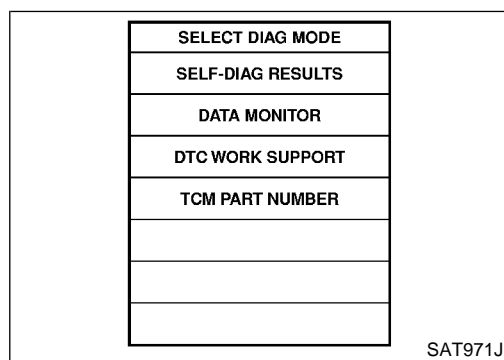 SELECT DIAG MODE
SELF-DIAG RESULTS
DATA MONITOR
DTC WORK SUPPORT
TCM PART NUMBER
SAT971J